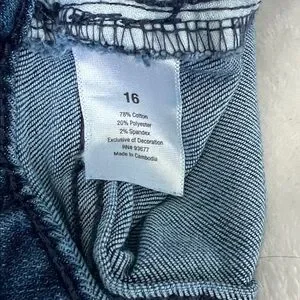 16
78% Cotton
20% Polyester
2% Spandex
Exclusive of Decoration
RN# 93677
Made in Cambodia